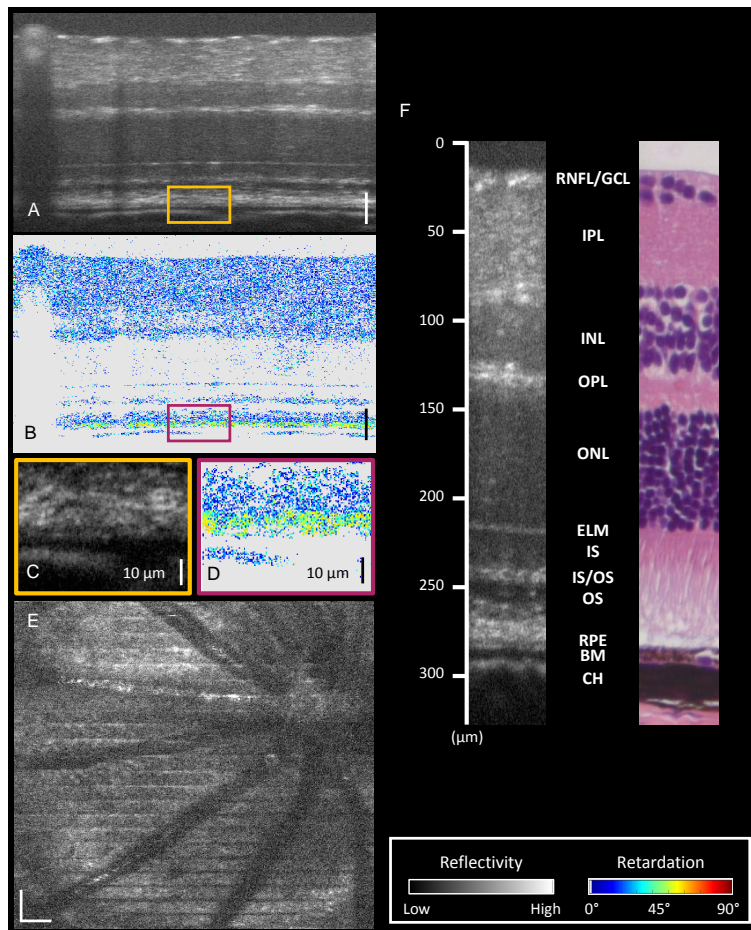 A
B
C
10 µm
D
10 µm
E
F
0
50
100
150
200
250
300
(µm)
RNFL/GCL
IPL
INL
OPL
ONL
ELM
IS
IS/OS
OS
RPE
BM
CH
Reflectivity
Low
High
Retardation
0°
45°
90°